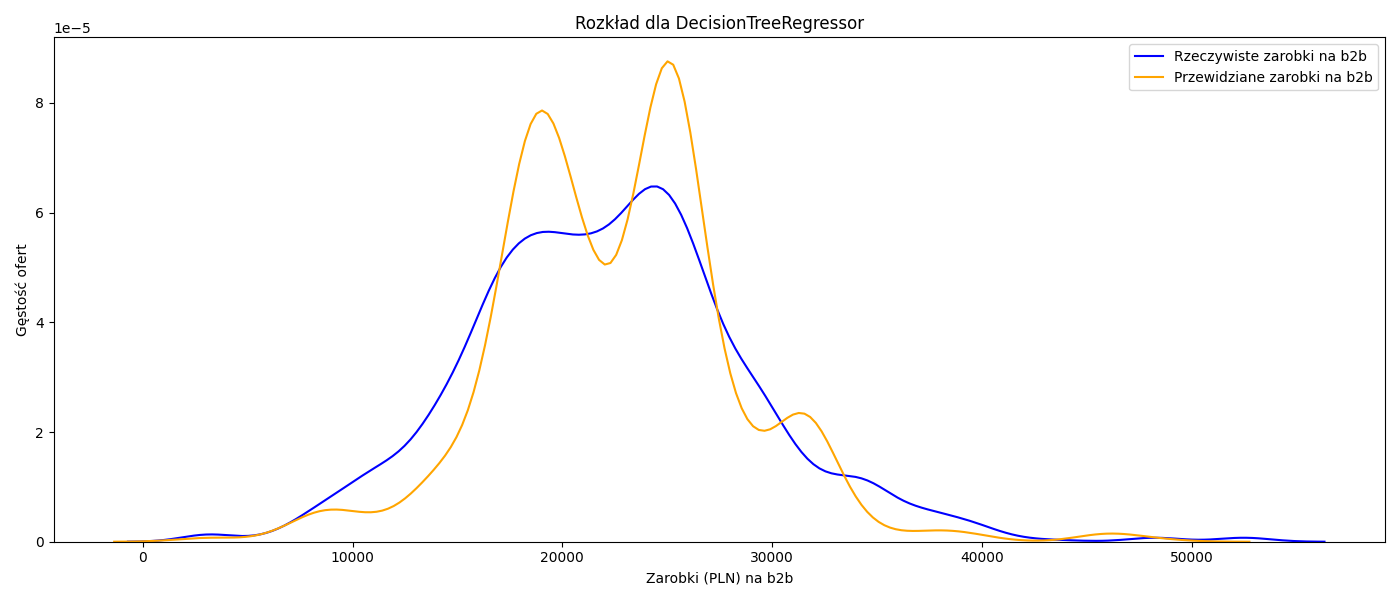 Rozkład dla DecisionTreeRegressor
1e−5
Rzeczywiste zarobki na b2b
Przewidziane zarobki na b2b
Gęstość ofert
8
6
4
2
0
0 10000 20000 30000 40000 50000
Zarobki (PLN) na b2b